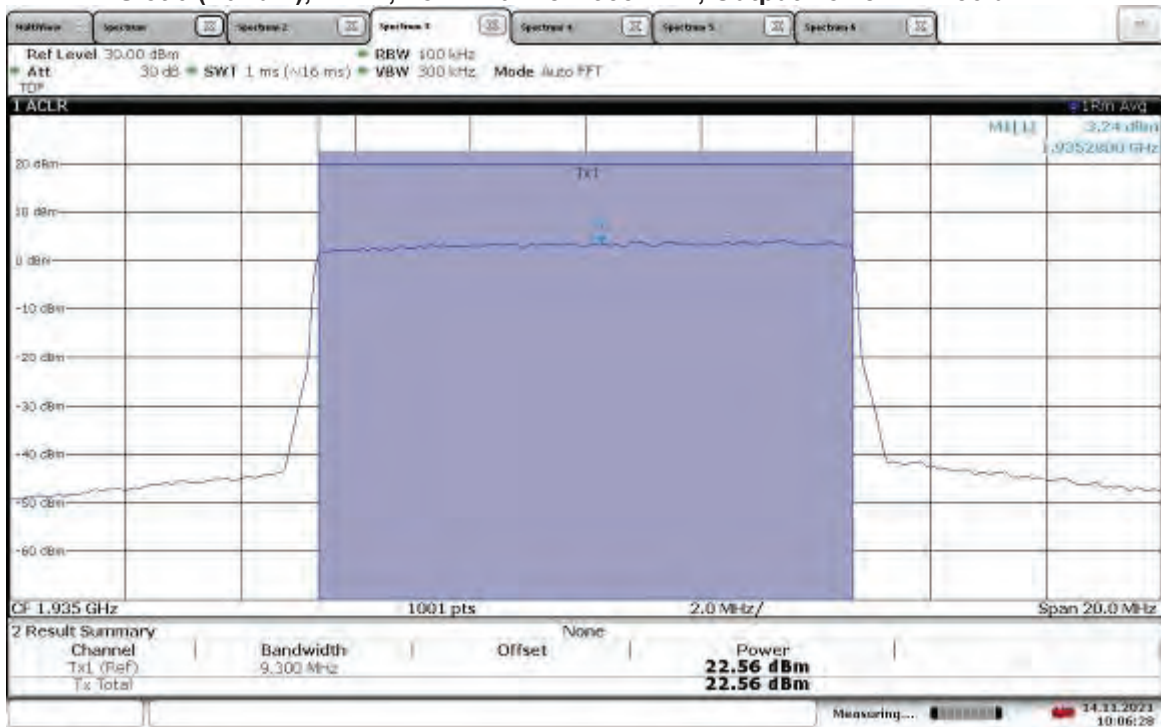 MultiView Spectrum Spectrum 2 Spectrum 3 Spectrum 4 Spectrum 5 Spectrum 6
Ref Level 30.00 dBm RBW 100 kHz
Att 30 dB SWT 1 ms (~16 ms) VBW 300 kHz Mode Auto FFT
TDF
1 ACLR 1Rm Avg
M1[1] 3.24 dBm
1.9352800 GHz
20 dBm
Tx1
10 dBm
0 dBm
-10 dBm
-20 dBm
-30 dBm
-40 dBm
-50 dBm
-60 dBm
CF 1.935 GHz 1001 pts 2.0 MHz/ Span 20.0 MHz
2 Result Summary None
Channel Bandwidth Offset Power
Tx1 (Ref) 9.300 MHz 22.56 dBm
Tx Total 22.56 dBm
Measuring... 14.11.2021
10:06:28